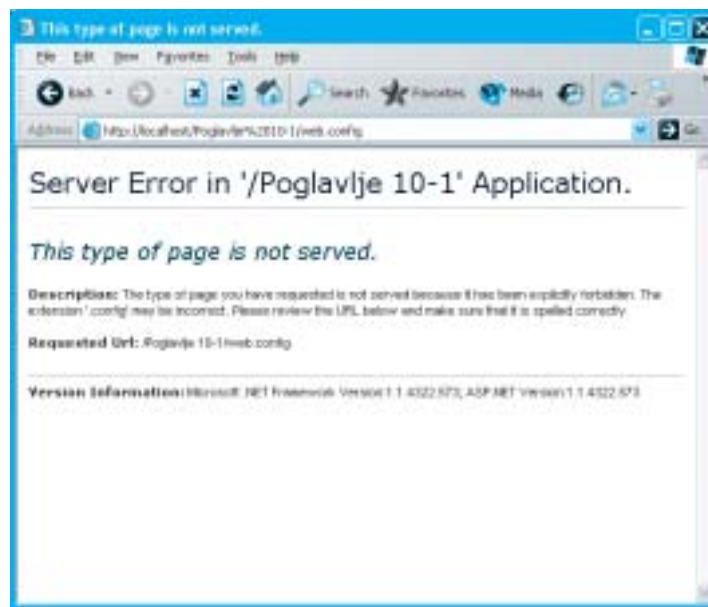 This type of page is not served.
File Edit View Favorites Tools Help
Back Search Favorites Media
Address http://localhost/Poglavlje%2010-1/web.config Go
Server Error in '/Poglavlje 10-1' Application.
This type of page is not served.
Description: The type of page you have requested is not served because it has been explicitly forbidden. The
extension '.config' may be incorrect. Please review the URL below and make sure that it is spelled correctly.
Requested Url: /Poglavlje 10-1/web.config
Version Information: Microsoft .NET Framework Version:1.1.4322.573; ASP.NET Version:1.1.4322.573